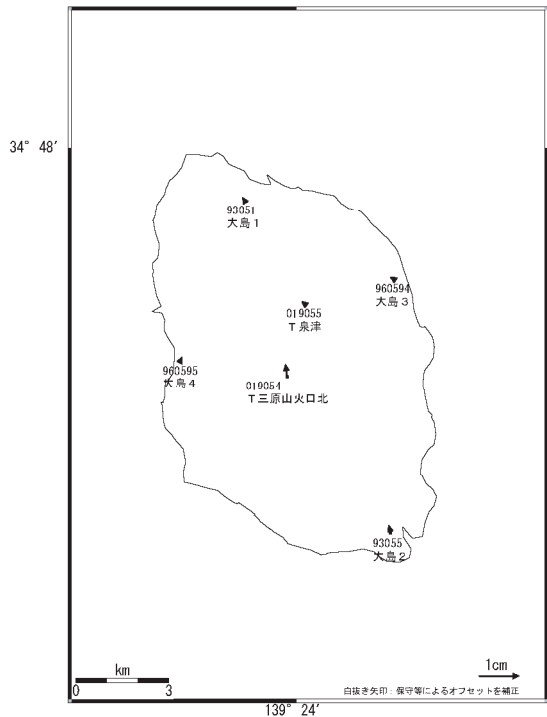 34° 48′
93051
大島１
960594
大島３
019055
Ｔ泉津
960595
大島４
019054
Ｔ三原山火口北
93055
大島２
km
0 3
1cm
白抜き矢印：保守等によるオフセットを補正
139° 24′